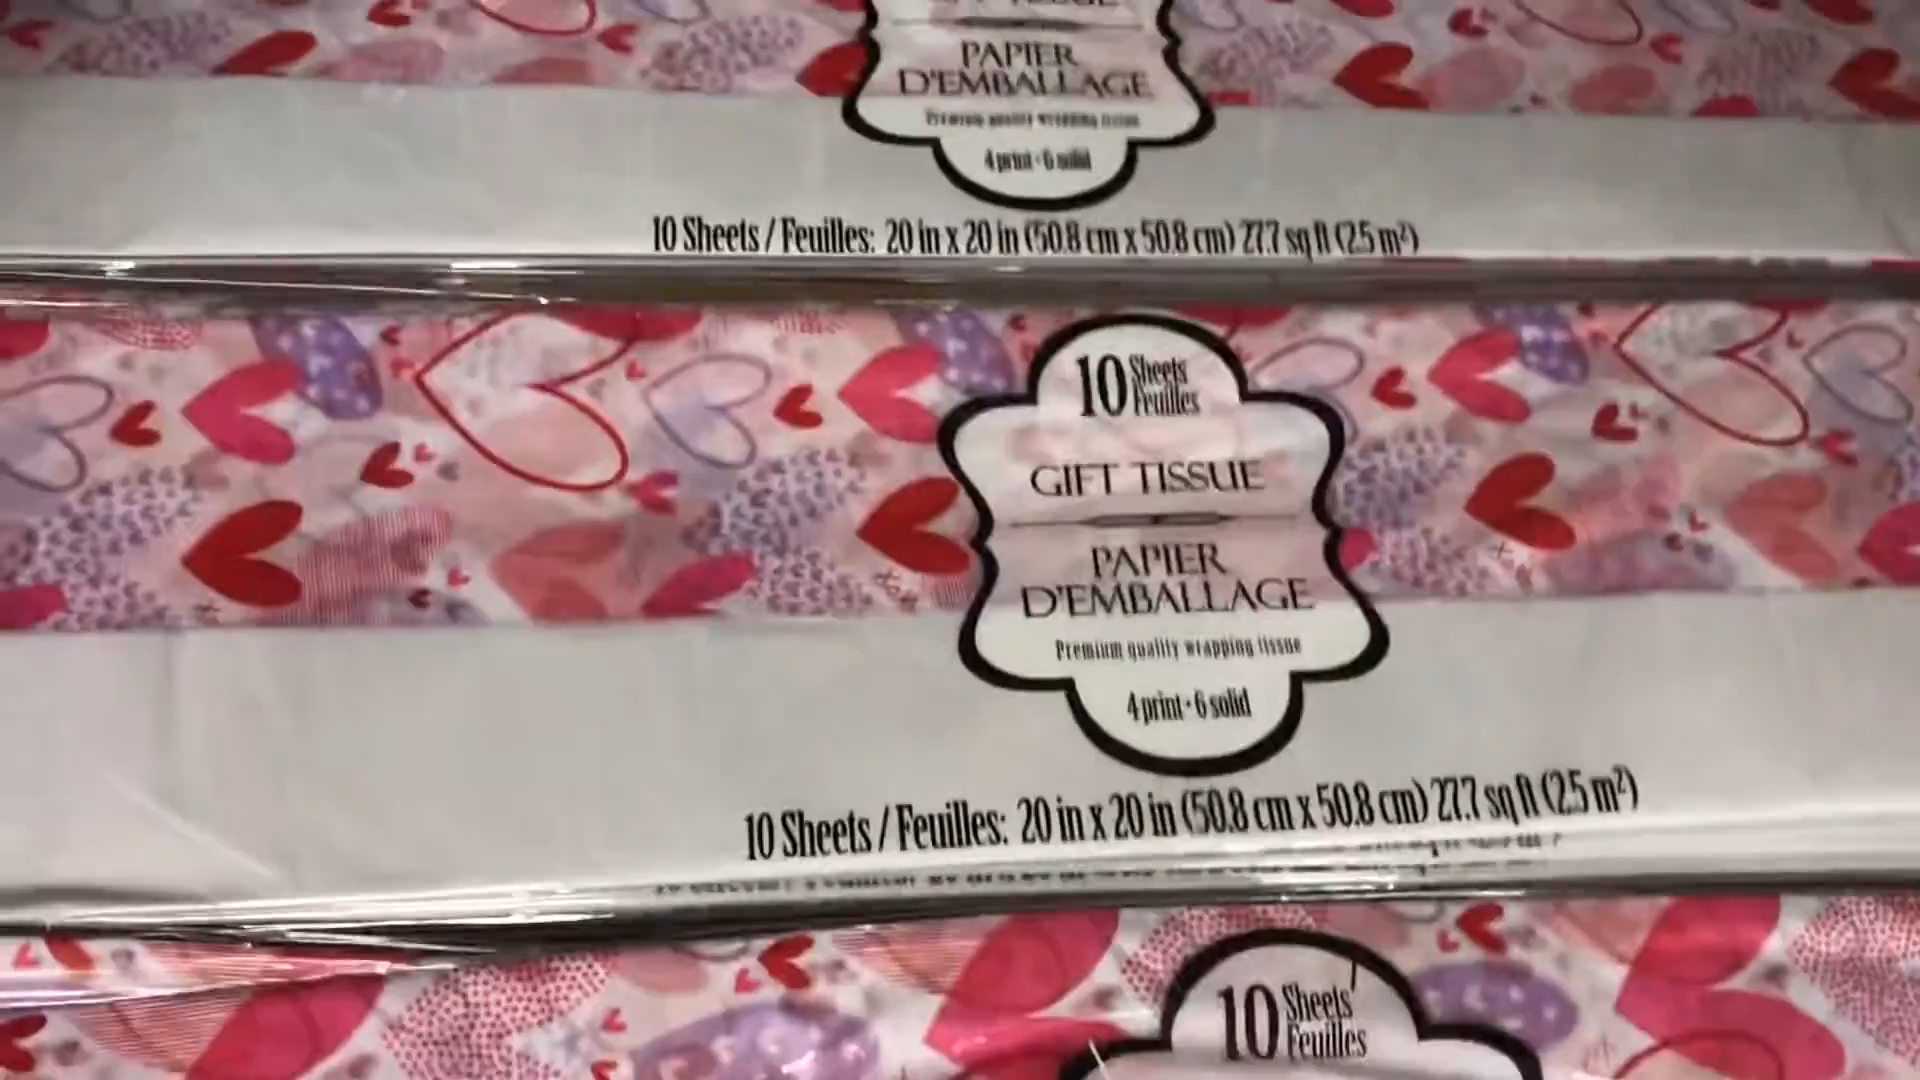 PAPIER
D'EMBALLAGE
Premium quality wrapping tissue
4 print • 6 solid
10 Sheets / Feuilles: 20 in x 20 in (50.8 cm x 50.8 cm) 27.7 sq ft (2.5 m²)
10 Sheets
Feuilles
GIFT TISSUE
PAPIER
D'EMBALLAGE
Premium quality wrapping tissue
4 print • 6 solid
10 Sheets / Feuilles: 20 in x 20 in (50.8 cm x 50.8 cm) 27.7 sq ft (2.5 m²)
10 Sheets
Feuilles